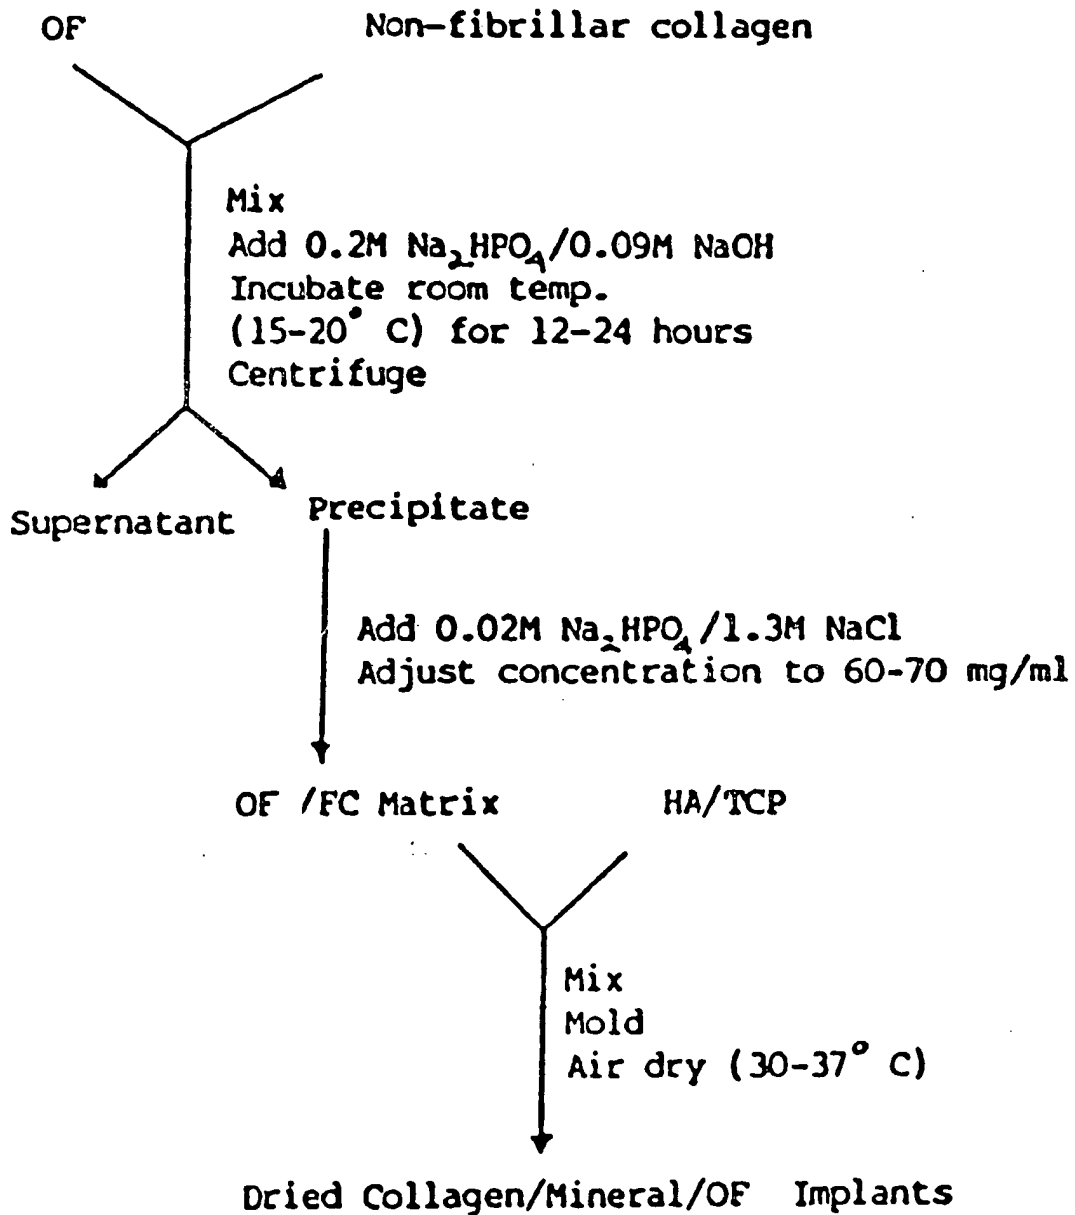 OF Non-fibrillar collagen
Mix
Add 0.2M Na₂HPO₄/0.09M NaOH
Incubate room temp.
(15-20° C) for 12-24 hours
Centrifuge
Supernatant Precipitate
Add 0.02M Na₂HPO₄/1.3M NaCl
Adjust concentration to 60-70 mg/ml
OF /FC Matrix HA/TCP
Mix
Mold
Air dry (30-37° C)
Dried Collagen/Mineral/OF Implants